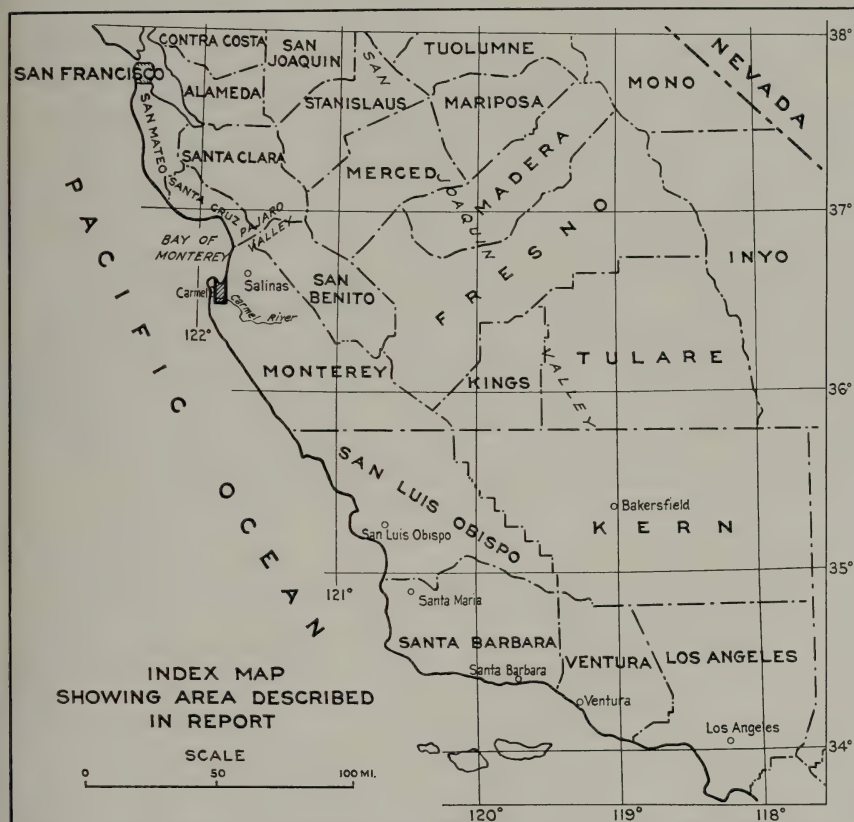 CONTRA COSTA
SAN
JOAQUIN
SAN
TUOLUMNE
38°
SAN FRANCISCO
ALAMEDA
STANISLAUS
MARIPOSA
MONO
NEVADA
SAN MATEO
SANTA CLARA
MERCED
JOAQUIN
MADERA
SANTA CRUZ
PAJARO
VALLEY
37°
BAY OF
MONTEREY
Salinas
SAN
BENITO
FRESNO
INYO
Carmel
Carmel River
122°
MONTEREY
KINGS
VALLEY
TULARE
36°
PACIFIC OCEAN
SAN LUIS OBISPO
Bakersfield
KERN
San Luis Obispo
35°
121°
Santa Maria
SANTA BARBARA
VENTURA
LOS ANGELES
Santa Barbara
Ventura
Los Angeles
34°
INDEX MAP
SHOWING AREA DESCRIBED
IN REPORT
SCALE
0 50 100 MI.
120° 119° 118°